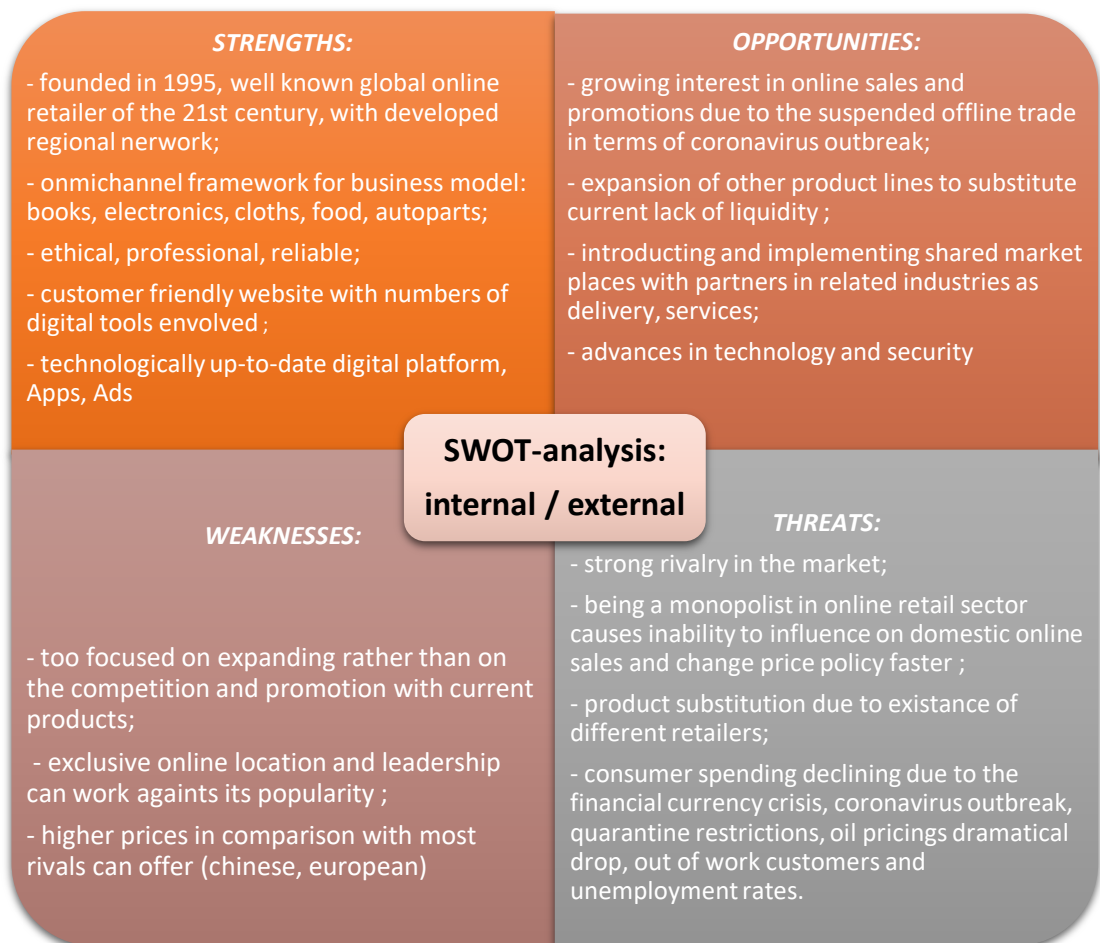 STRENGTHS:
- founded in 1995, well known global online
retailer of the 21st century, with developed
regional nerwork;
- onmichannel framework for business model:
books, electronics, cloths, food, autoparts;
- ethical, professional, reliable;
- customer friendly website with numbers of
digital tools envolved ;
- technologically up-to-date digital platform,
Apps, Ads
OPPORTUNITIES:
- growing interest in online sales and
promotions due to the suspended offline trade
in terms of coronavirus outbreak;
- expansion of other product lines to substitute
current lack of liquidity ;
- introducting and implementing shared market
places with partners in related industries as
delivery, services;
- advances in technology and security
SWOT-analysis:
internal / external
WEAKNESSES:
- too focused on expanding rather than on
the competition and promotion with current
products;
- exclusive online location and leadership
can work againts its popularity ;
- higher prices in comparison with most
rivals can offer (chinese, european)
THREATS:
- strong rivalry in the market;
- being a monopolist in online retail sector
causes inability to influence on domestic online
sales and change price policy faster ;
- product substitution due to existance of
different retailers;
- consumer spending declining due to the
financial currency crisis, coronavirus outbreak,
quarantine restrictions, oil pricings dramatical
drop, out of work customers and
unemployment rates.